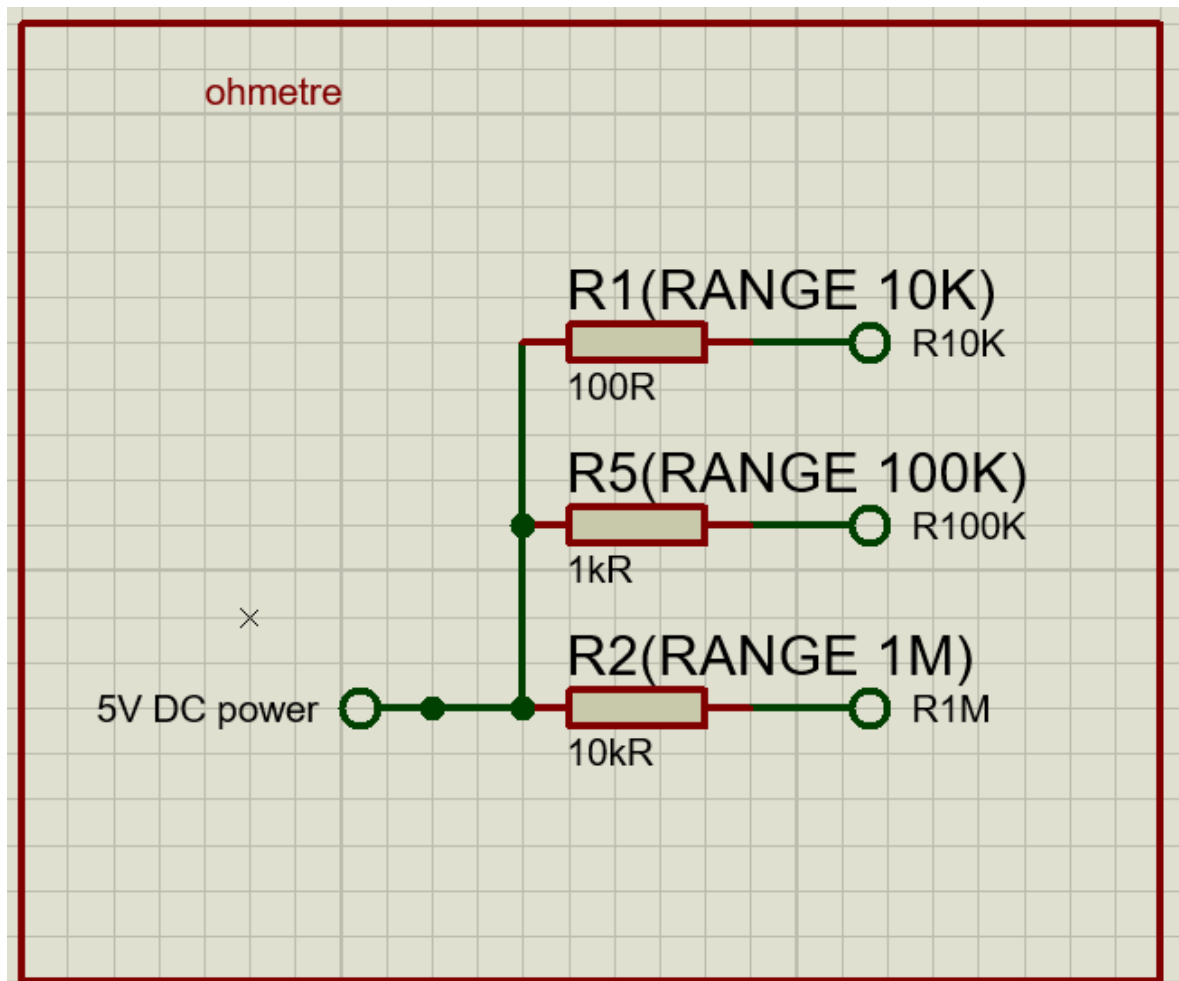 ohmetre
R1(RANGE 10K)
R10K
100R
R5(RANGE 100K)
R100K
1kR
R2(RANGE 1M)
5V DC power
R1M
10kR